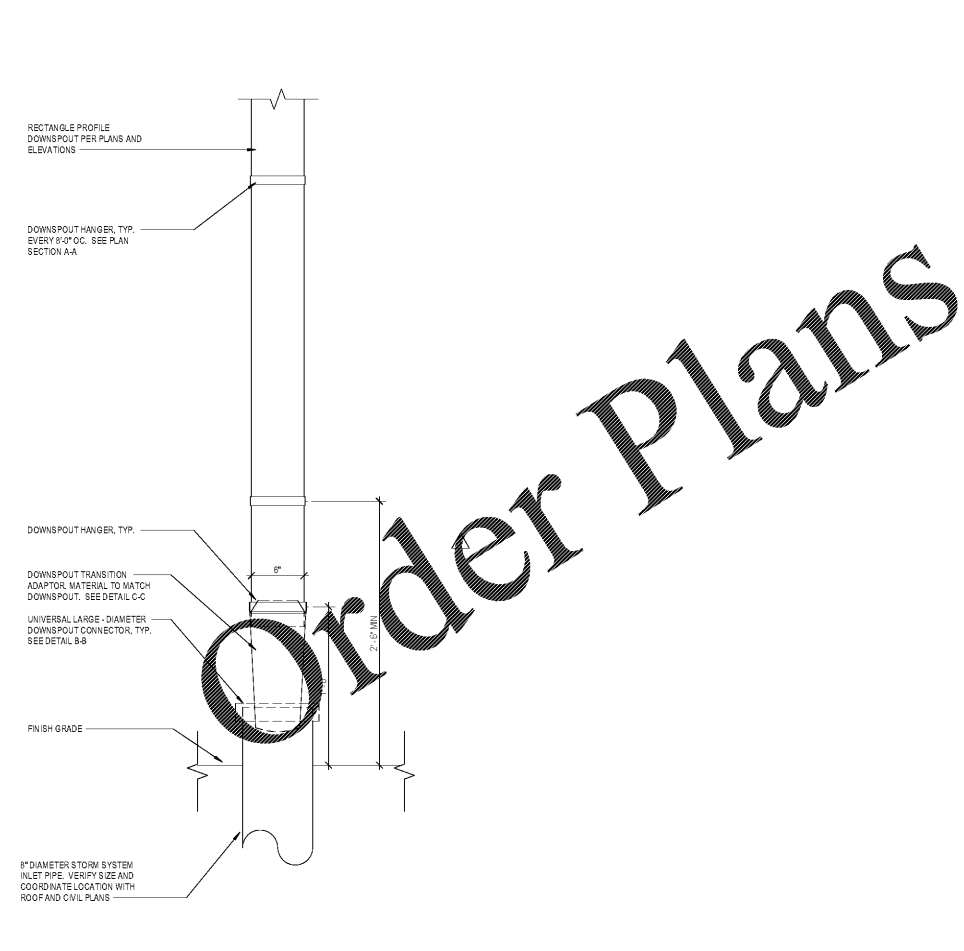 RECTANGLE PROFILE
DOWNSPOUT PER PLANS AND
ELEVATIONS
DOWNSPOUT HANGER, TYP.
EVERY 8'-0" OC. SEE PLAN
SECTION A-A
DOWNSPOUT HANGER, TYP.
6"
DOWNSPOUT TRANSITION
ADAPTOR. MATERIAL TO MATCH
DOWNSPOUT. SEE DETAIL C-C
UNIVERSAL LARGE - DIAMETER
DOWNSPOUT CONNECTOR, TYP.
SEE DETAIL B-B
2'-6" MIN
FINISH GRADE
8" DIAMETER STORM SYSTEM
INLET PIPE. VERIFY SIZE AND
COORDINATE LOCATION WITH
ROOF AND CIVIL PLANS
Order Plans